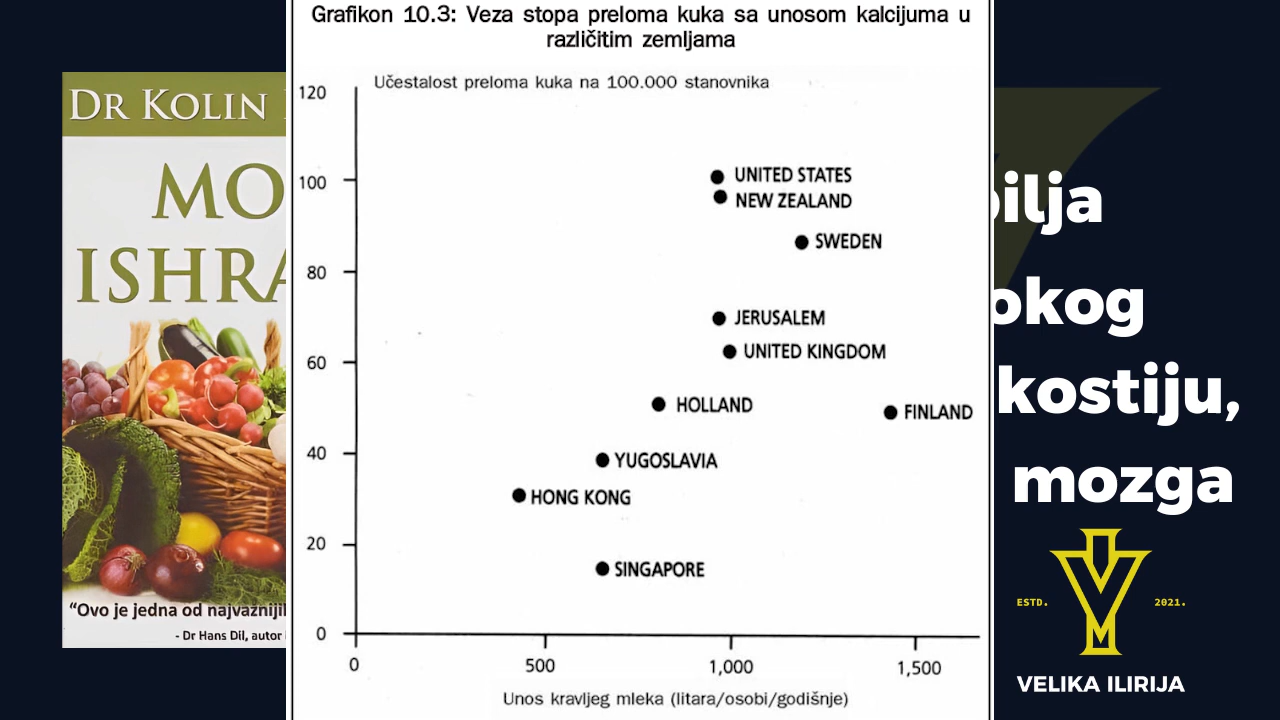 Grafikon 10.3: Veza stopa preloma kuka sa unosom kalcijuma u
različitim zemljama
Učestalost preloma kuka na 100.000 stanovnika
120
100
80
60
40
20
0
0
500
1,000
1,500
UNITED STATES
NEW ZEALAND
SWEDEN
JERUSALEM
UNITED KINGDOM
HOLLAND
FINLAND
YUGOSLAVIA
HONG KONG
SINGAPORE
Unos kravljeg mleka (litara/osobi/godišnje)
DR KOLIN
MO
ISHRA
"Ovo je jedna od najvažniji
- Dr Hans Dil, autor
bilja
okog
kostiju,
mozga
ESTD.
2021.
VELIKA ILIRIJA